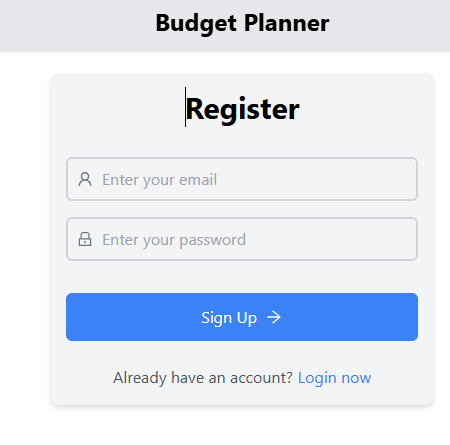 Budget Planner
Register
Enter your email
Enter your password
Sign Up →
Already have an account? Login now